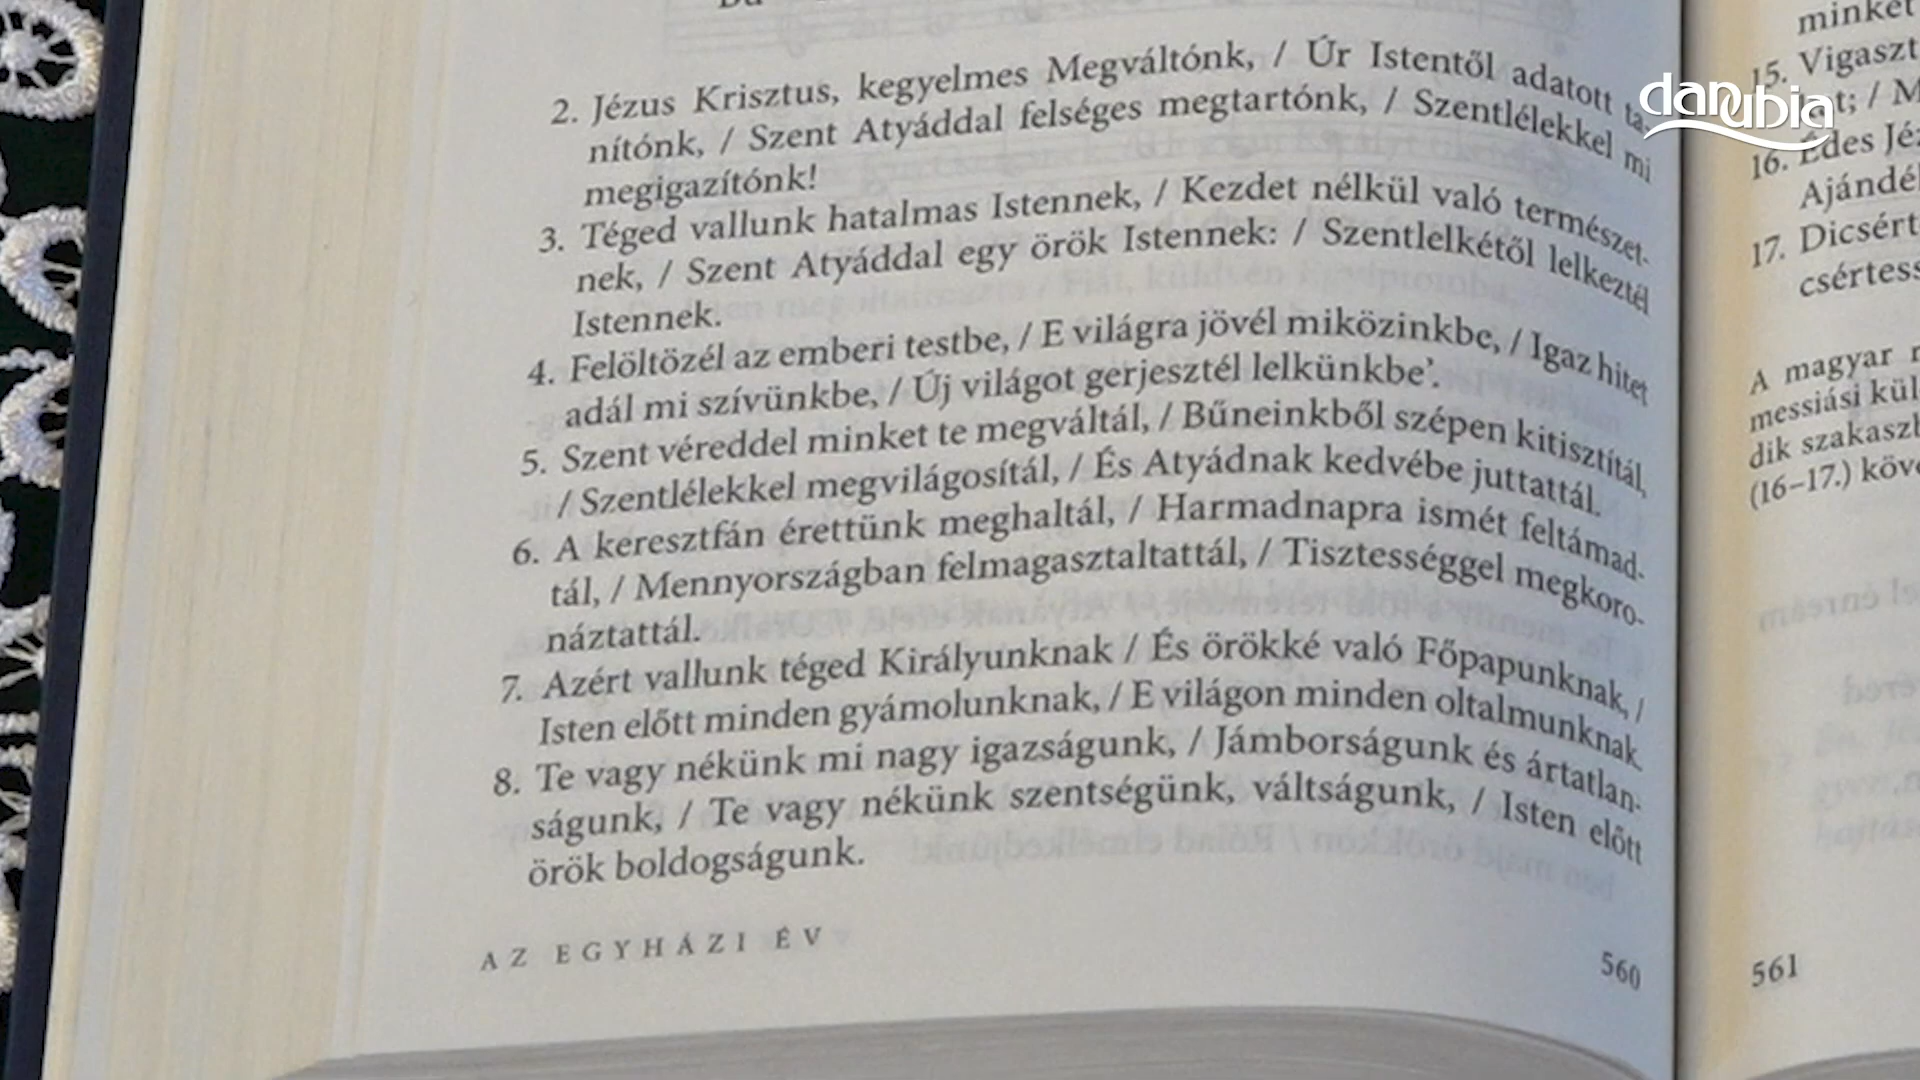 2. Jézus Krisztus, kegyelmes Megváltónk, / Úr Istentől adatott ta-
nítónk, / Szent Atyáddal felséges megtartónk, / Szentlélekkel mi
megigazítónk!
3. Téged vallunk hatalmas Istennek, / Kezdet nélkül való természet-
nek, / Szent Atyáddal egy örök Istennek: / Szentlelkétől lelkeztél
Istennek.
4. Felöltözél az emberi testbe, / E világra jövél miközinkbe, / Igaz hitet
adál mi szívünkbe, / Új világot gerjesztél lelkünkbe’.
5. Szent véreddel minket te megváltál, / Bűneinkből szépen kitisztítál,
/ Szentlélekkel megvilágosítál, / És Atyádnak kedvébe juttattál.
6. A keresztfán érettünk meghaltál, / Harmadnapra ismét feltámad-
tál, / Mennyországban felmagasztaltattál, / Tisztességgel megkoro-
náztattál.
7. Azért vallunk téged Királyunknak / És örökké való Főpapunknak, /
Isten előtt minden gyámolunknak, / E világon minden oltalmunknak.
8. Te vagy nékünk mi nagy igazságunk, / Jámborságunk és ártatlan-
ságunk, / Te vagy nékünk szentségünk, váltságunk, / Isten előtt
örök boldogságunk.
AZ EGYHÁZI ÉV
560
minket
15. Vigaszt
t; / M
16. Édes Jéz
Ajándé
17. Dicsért
csértess
A magyar
messiási kül
dik szakasz
(16–17.) köv
561
danubia